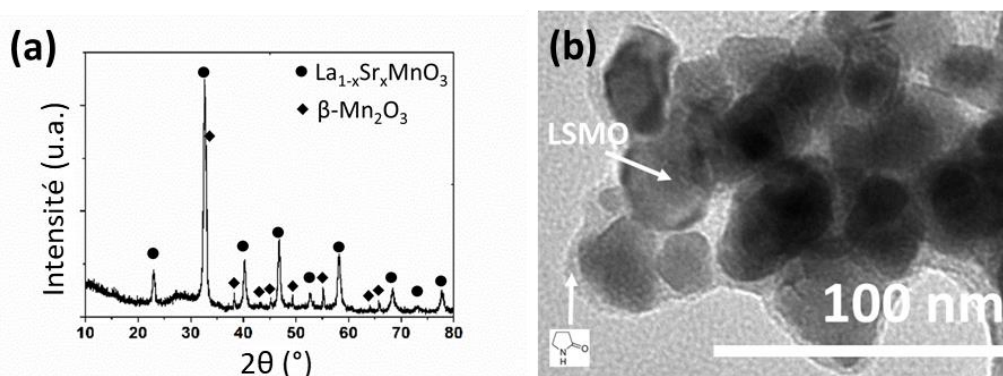 (a)
Intensité (u.a.)
La1-xSrxMnO3
β-Mn2O3
10 20 30 40 50 60 70 80
2θ (°)
(b)
LSMO
100 nm
O
N
H